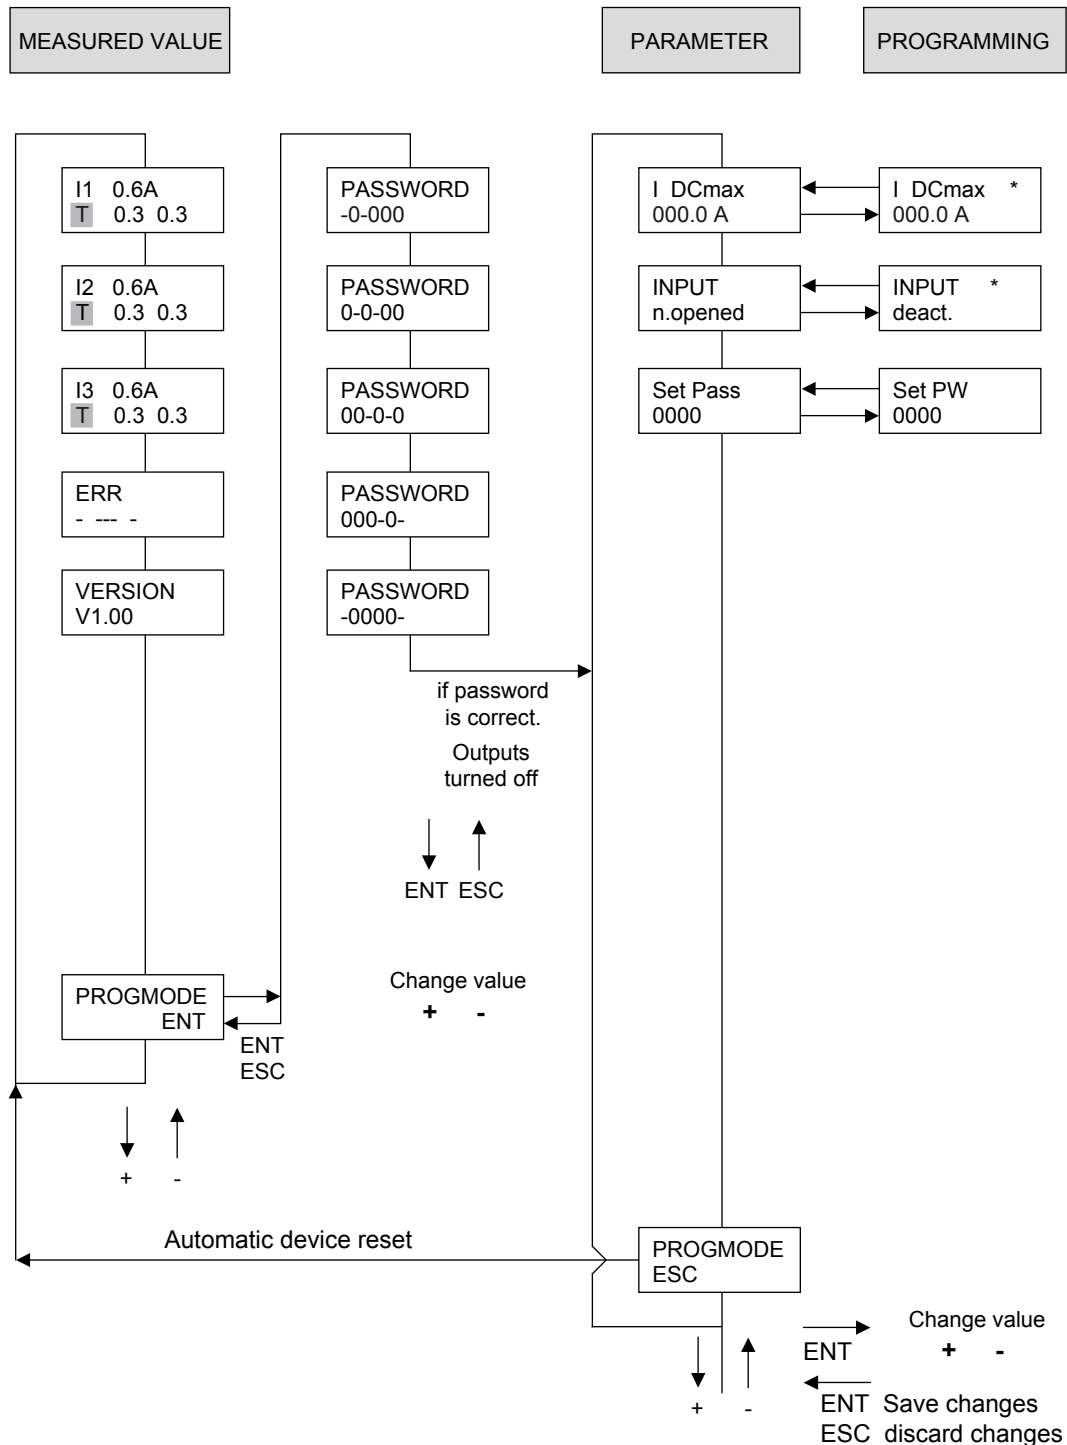 MEASURED VALUE
PARAMETER
PROGRAMMING
I1 0.6A
T 0.3 0.3
I2 0.6A
T 0.3 0.3
I3 0.6A
T 0.3 0.3
ERR
- --- -
VERSION
V1.00
PROGMODE
ENT
ENT
ESC
+ -
PASSWORD
-0-000
PASSWORD
0-0-00
PASSWORD
00-0-0
PASSWORD
000-0-
PASSWORD
-0000-
if password
is correct.
Outputs
turned off
ENT ESC
Change value
+ -
I DCmax
000.0 A
INPUT
n.opened
Set Pass
0000
I DCmax *
000.0 A
INPUT *
deact.
Set PW
0000
Automatic device reset
PROGMODE
ESC
+ -
ENT
Change value
+ -
ENT Save changes
ESC discard changes